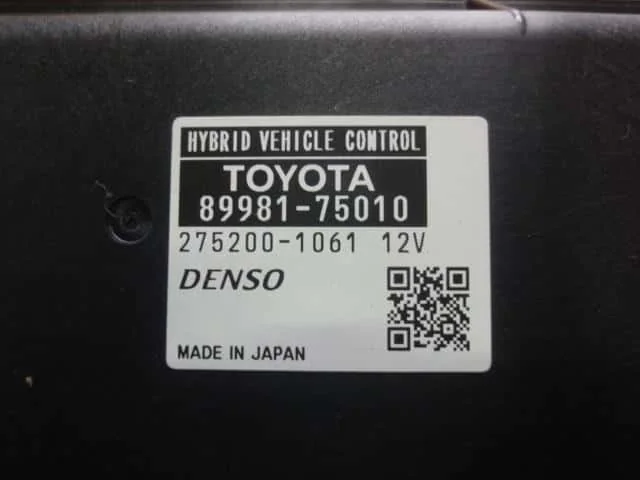 HYBRID VEHICLE CONTROL
TOYOTA
89981-75010
275200-1061 12V
DENSO
MADE IN JAPAN